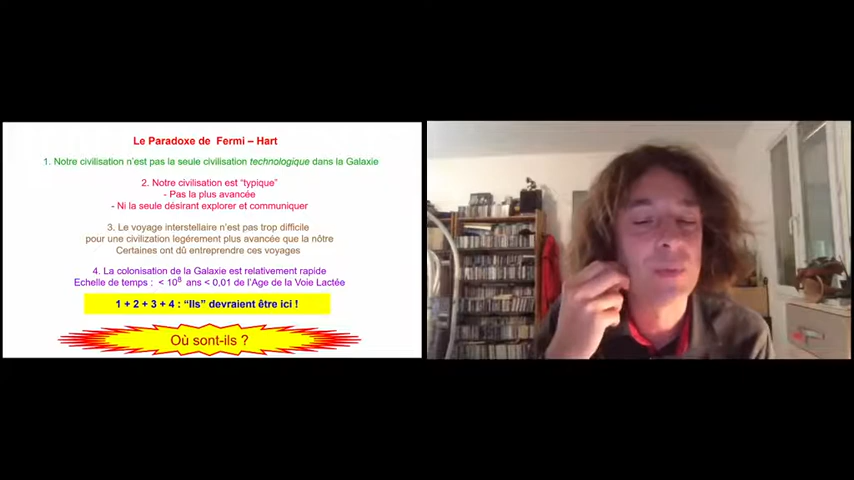 Le Paradoxe de Fermi – Hart
1. Notre civilisation n'est pas la seule civilisation technologique dans la Galaxie
2. Notre civilisation est "typique"
- Pas la plus avancée
- Ni la seule désirant explorer et communiquer
3. Le voyage interstellaire n'est pas trop difficile
pour une civilization legérement plus avancée que la nôtre
Certaines ont dû entreprendre ces voyages
4. La colonisation de la Galaxie est relativement rapide
Echelle de temps : < 10⁸ ans < 0,01 de l'Age de la Voie Lactée
1 + 2 + 3 + 4 : "Ils" devraient être ici !
Où sont-ils ?